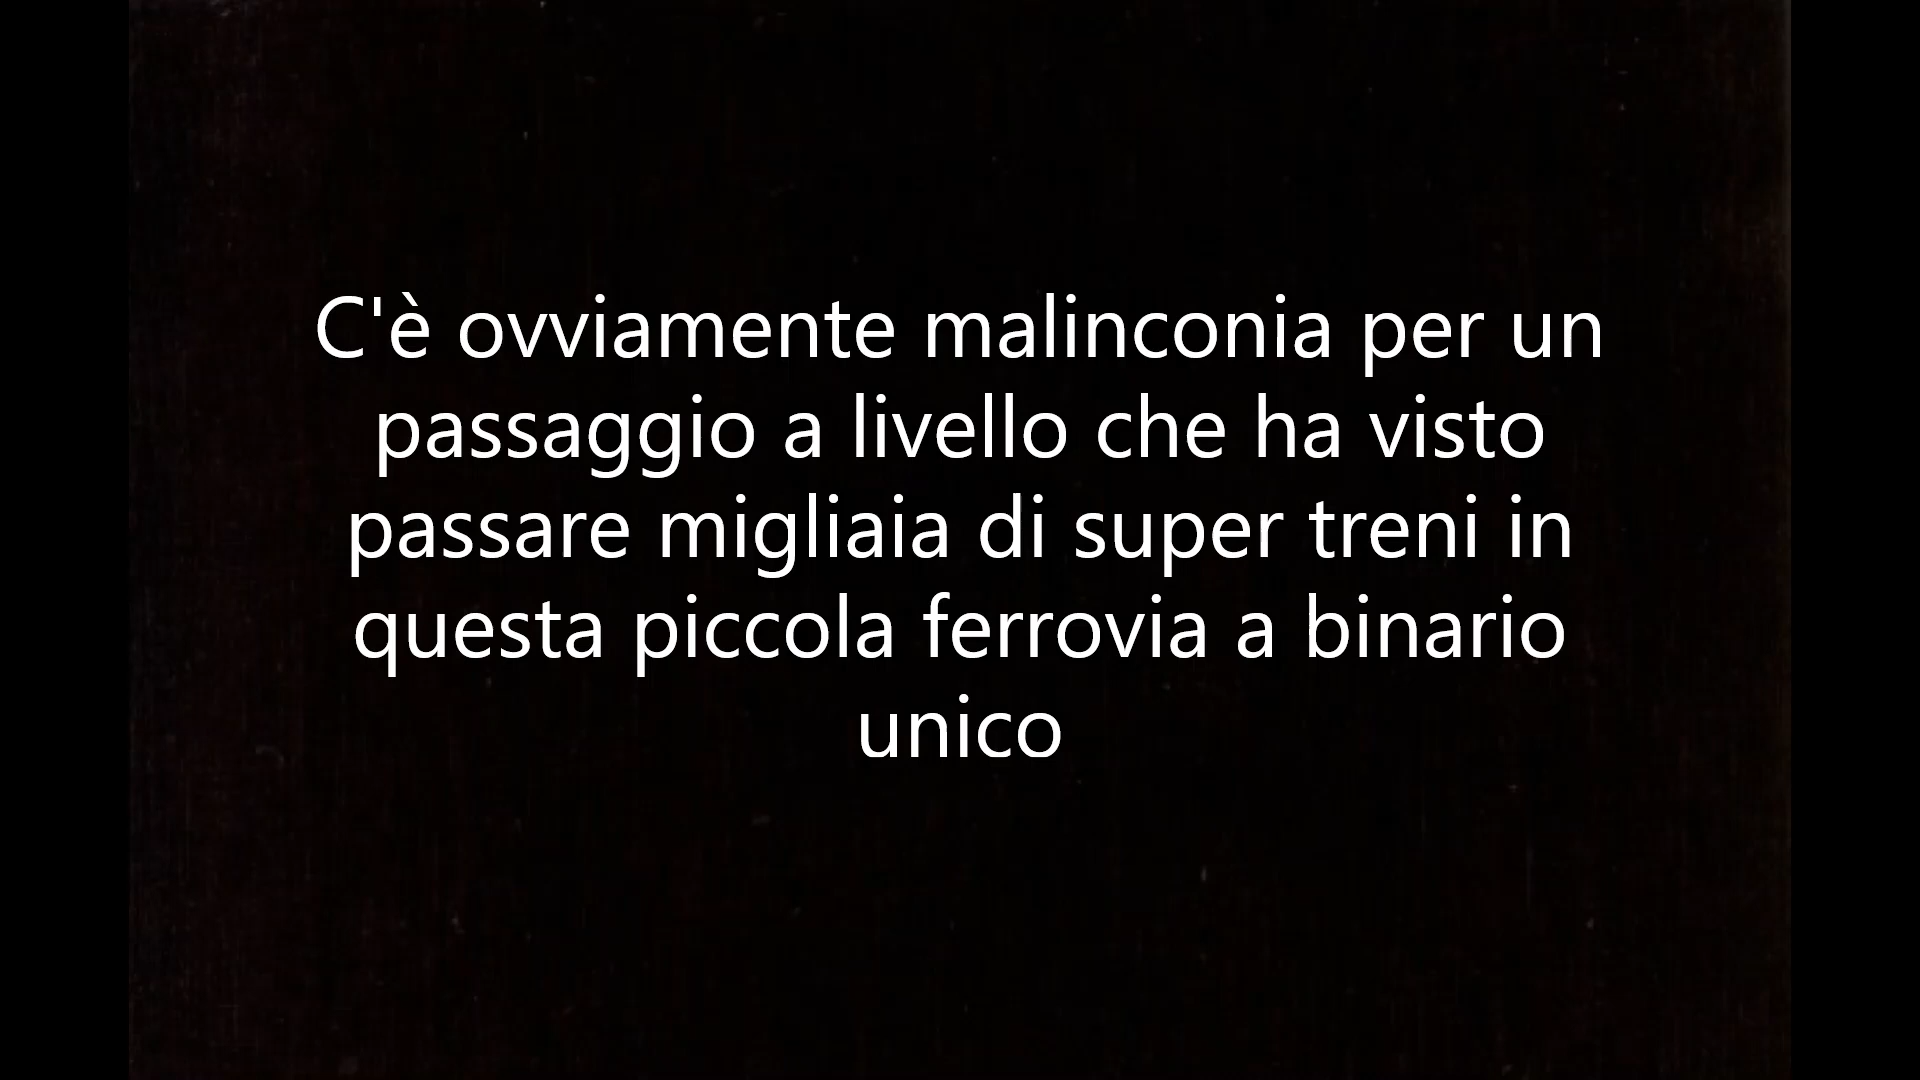 C'è ovviamente malinconia per un
passaggio a livello che ha visto
passare migliaia di super treni in
questa piccola ferrovia a binario
unico